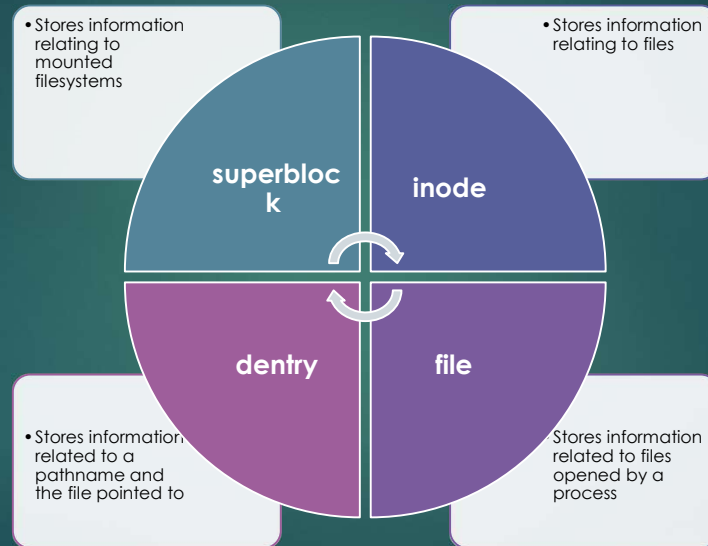 • Stores information
relating to
mounted
filesystems
• Stores information
relating to files
superbloc
k
inode
dentry
file
• Stores information
related to a
pathname and
the file pointed to
Stores information
related to files
opened by a
process